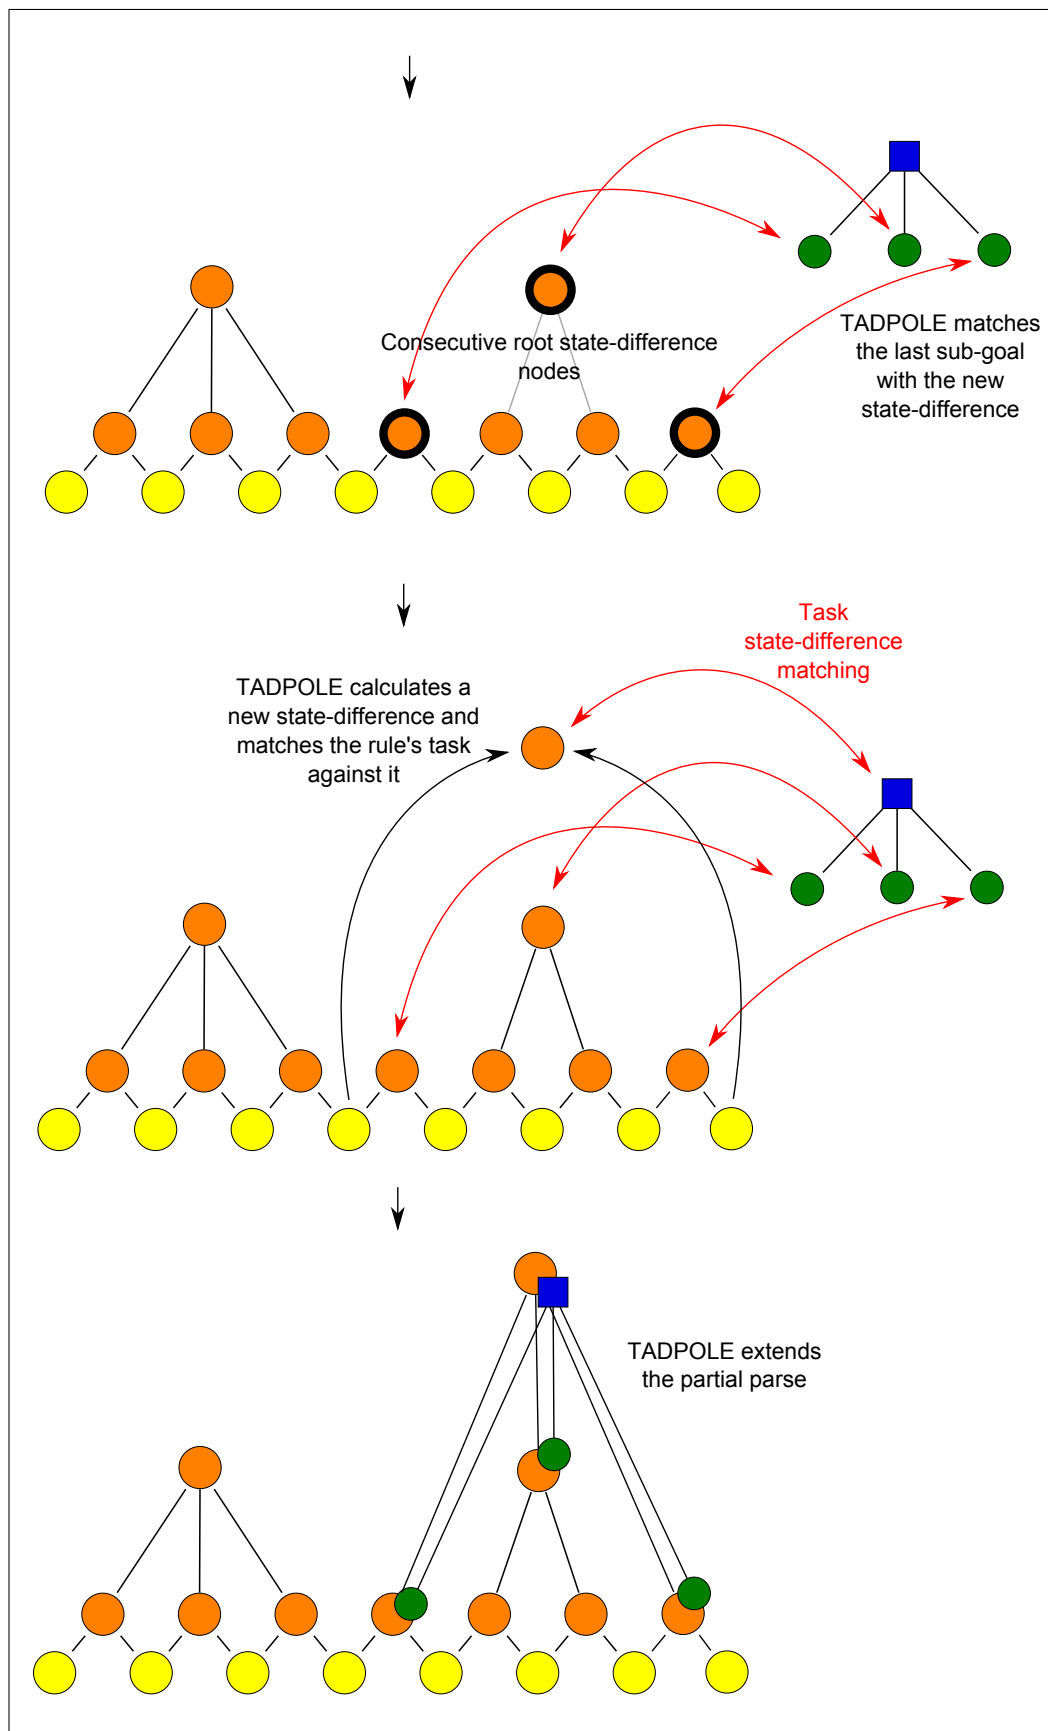 Consecutive root state-difference
nodes
TADPOLE matches
the last sub-goal
with the new
state-difference
Task
state-difference
matching
TADPOLE calculates a
new state-difference and
matches the rule's task
against it
TADPOLE extends
the partial parse